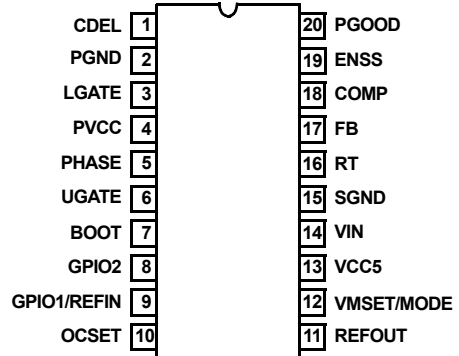 CDEL 1 20 PGOOD
PGND 2 19 ENSS
LGATE 3 18 COMP
PVCC 4 17 FB
PHASE 5 16 RT
UGATE 6 15 SGND
BOOT 7 14 VIN
GPIO2 8 13 VCC5
GPIO1/REFIN 9 12 VMSET/MODE
OCSET 10 11 REFOUT